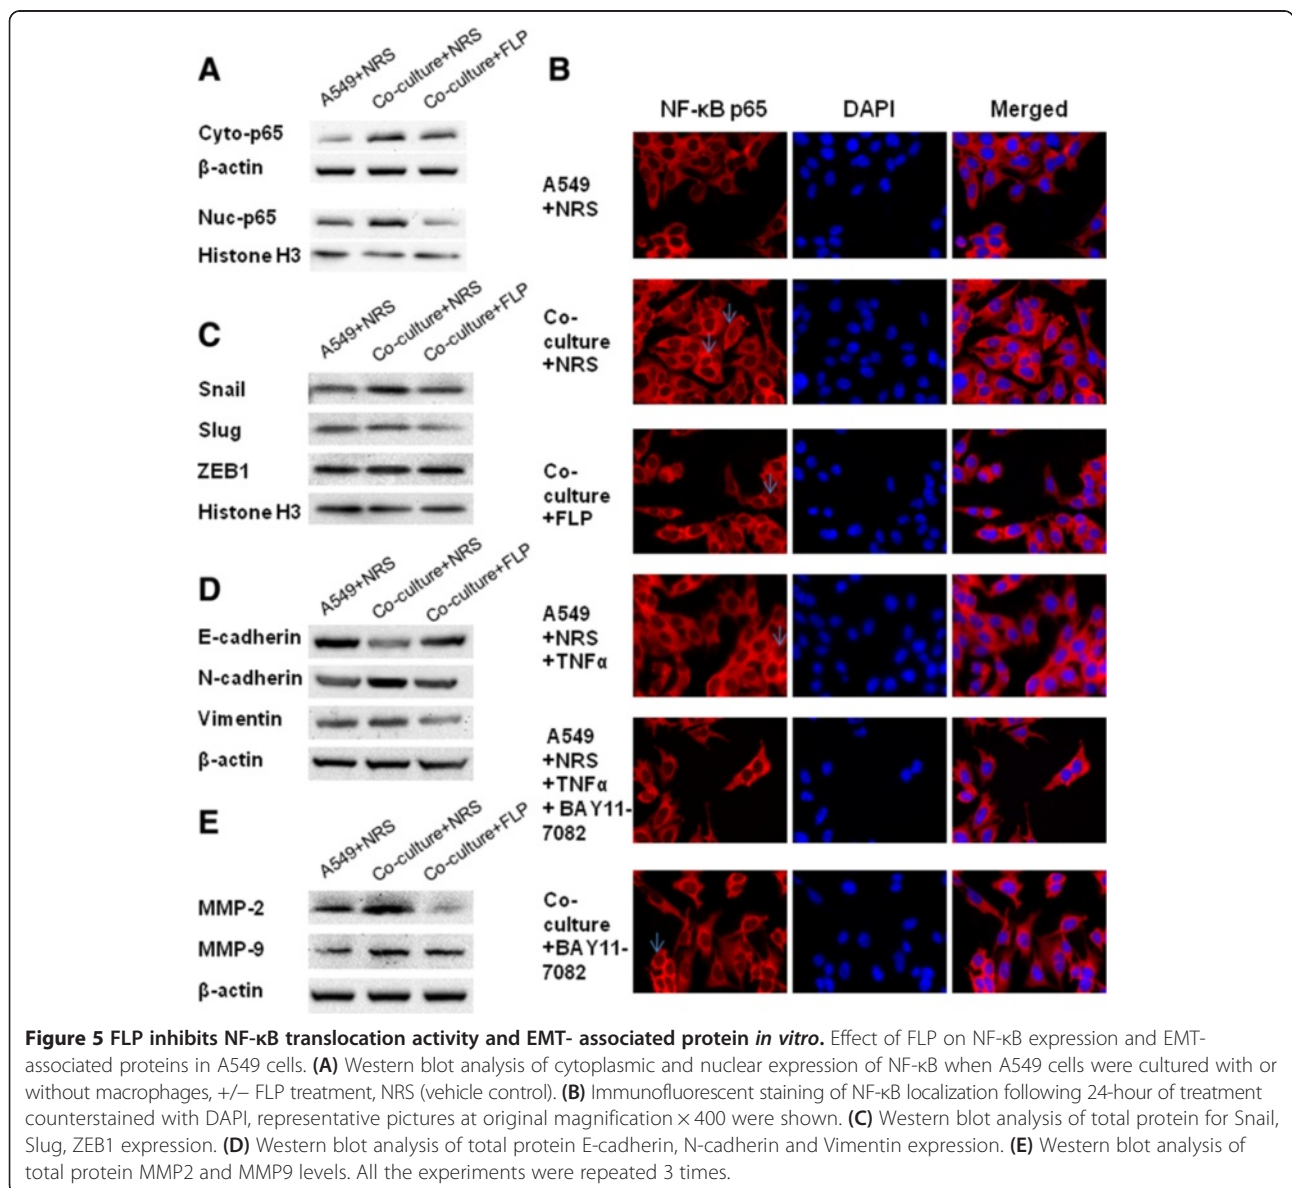 A
A549+NRS
Co-culture+NRS
Co-culture+FLP
Cyto-p65
β-actin
Nuc-p65
Histone H3
C
A549+NRS
Co-culture+NRS
Co-culture+FLP
Snail
Slug
ZEB1
Histone H3
D
A549+NRS
Co-culture+NRS
Co-culture+FLP
E-cadherin
N-cadherin
Vimentin
β-actin
E
A549+NRS
Co-culture+NRS
Co-culture+FLP
MMP-2
MMP-9
β-actin
B
NF-κB p65
DAPI
Merged
A549
+NRS
Co-
culture
+NRS
Co-
culture
+FLP
A549
+NRS
+TNFα
A549
+NRS
+TNFα
+ BAY11-
7082
Co-
culture
+BAY11-
7082
Figure 5 FLP inhibits NF-κB translocation activity and EMT- associated protein in vitro. Effect of FLP on NF-κB expression and EMT-
associated proteins in A549 cells. (A) Western blot analysis of cytoplasmic and nuclear expression of NF-κB when A549 cells were cultured with or
without macrophages, +/− FLP treatment, NRS (vehicle control). (B) Immunofluorescent staining of NF-κB localization following 24-hour of treatment
counterstained with DAPI, representative pictures at original magnification × 400 were shown. (C) Western blot analysis of total protein for Snail,
Slug, ZEB1 expression. (D) Western blot analysis of total protein E-cadherin, N-cadherin and Vimentin expression. (E) Western blot analysis of
total protein MMP2 and MMP9 levels. All the experiments were repeated 3 times.